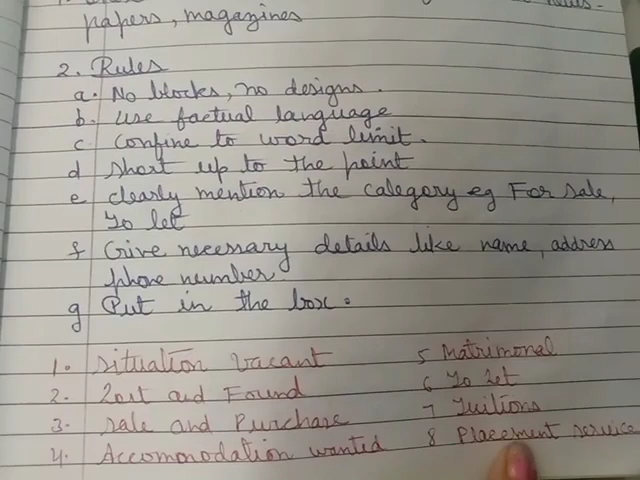 papers, magazines
2. Rules
a. No blocks, no designs.
b. use factual language
c. confine to word limit.
d short up to the point
e clearly mention the category eg For sale,
To let
f Give necessary details like name, address
phone number.
g Put in the box.
1. Situation Vacant
2. Lost and Found
3. Sale and Purchase
4. Accomodation wanted
5 Matrimonal
6 To Let
7 Tuitions
8 Placement service